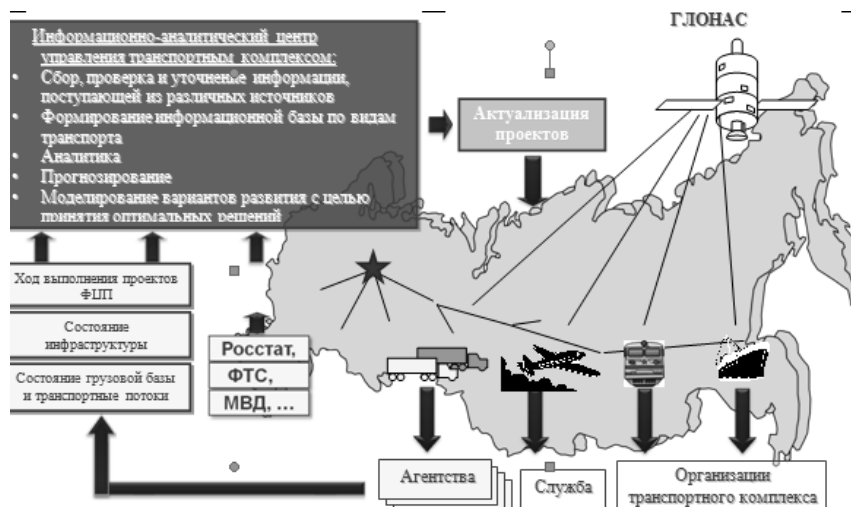 ГЛОНАС
Информационно-аналитический центр
управления транспортным комплексом:
• Сбор, проверка и уточнение информации,
поступающей из различных источников
• Формирование информационной базы по видам
транспорта
• Аналитика
• Прогнозирование
• Моделирование вариантов развития с целью
принятия оптимальных решений
Актуализация
проектов
Ход выполнения проектов
ФЦП
Состояние
инфраструктуры
Состояние грузовой базы
и транспортные потоки
Росстат,
ФТС,
МВД, ...
Агентства
Служба
Организации
транспортного комплекса